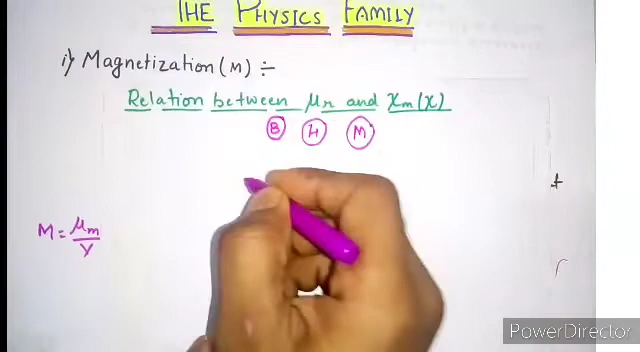 THE PHYSICS FAMILY
i) Magnetization (M) ÷
Relation between μr and χm(χ)
B H M
M = μm/V
PowerDirector